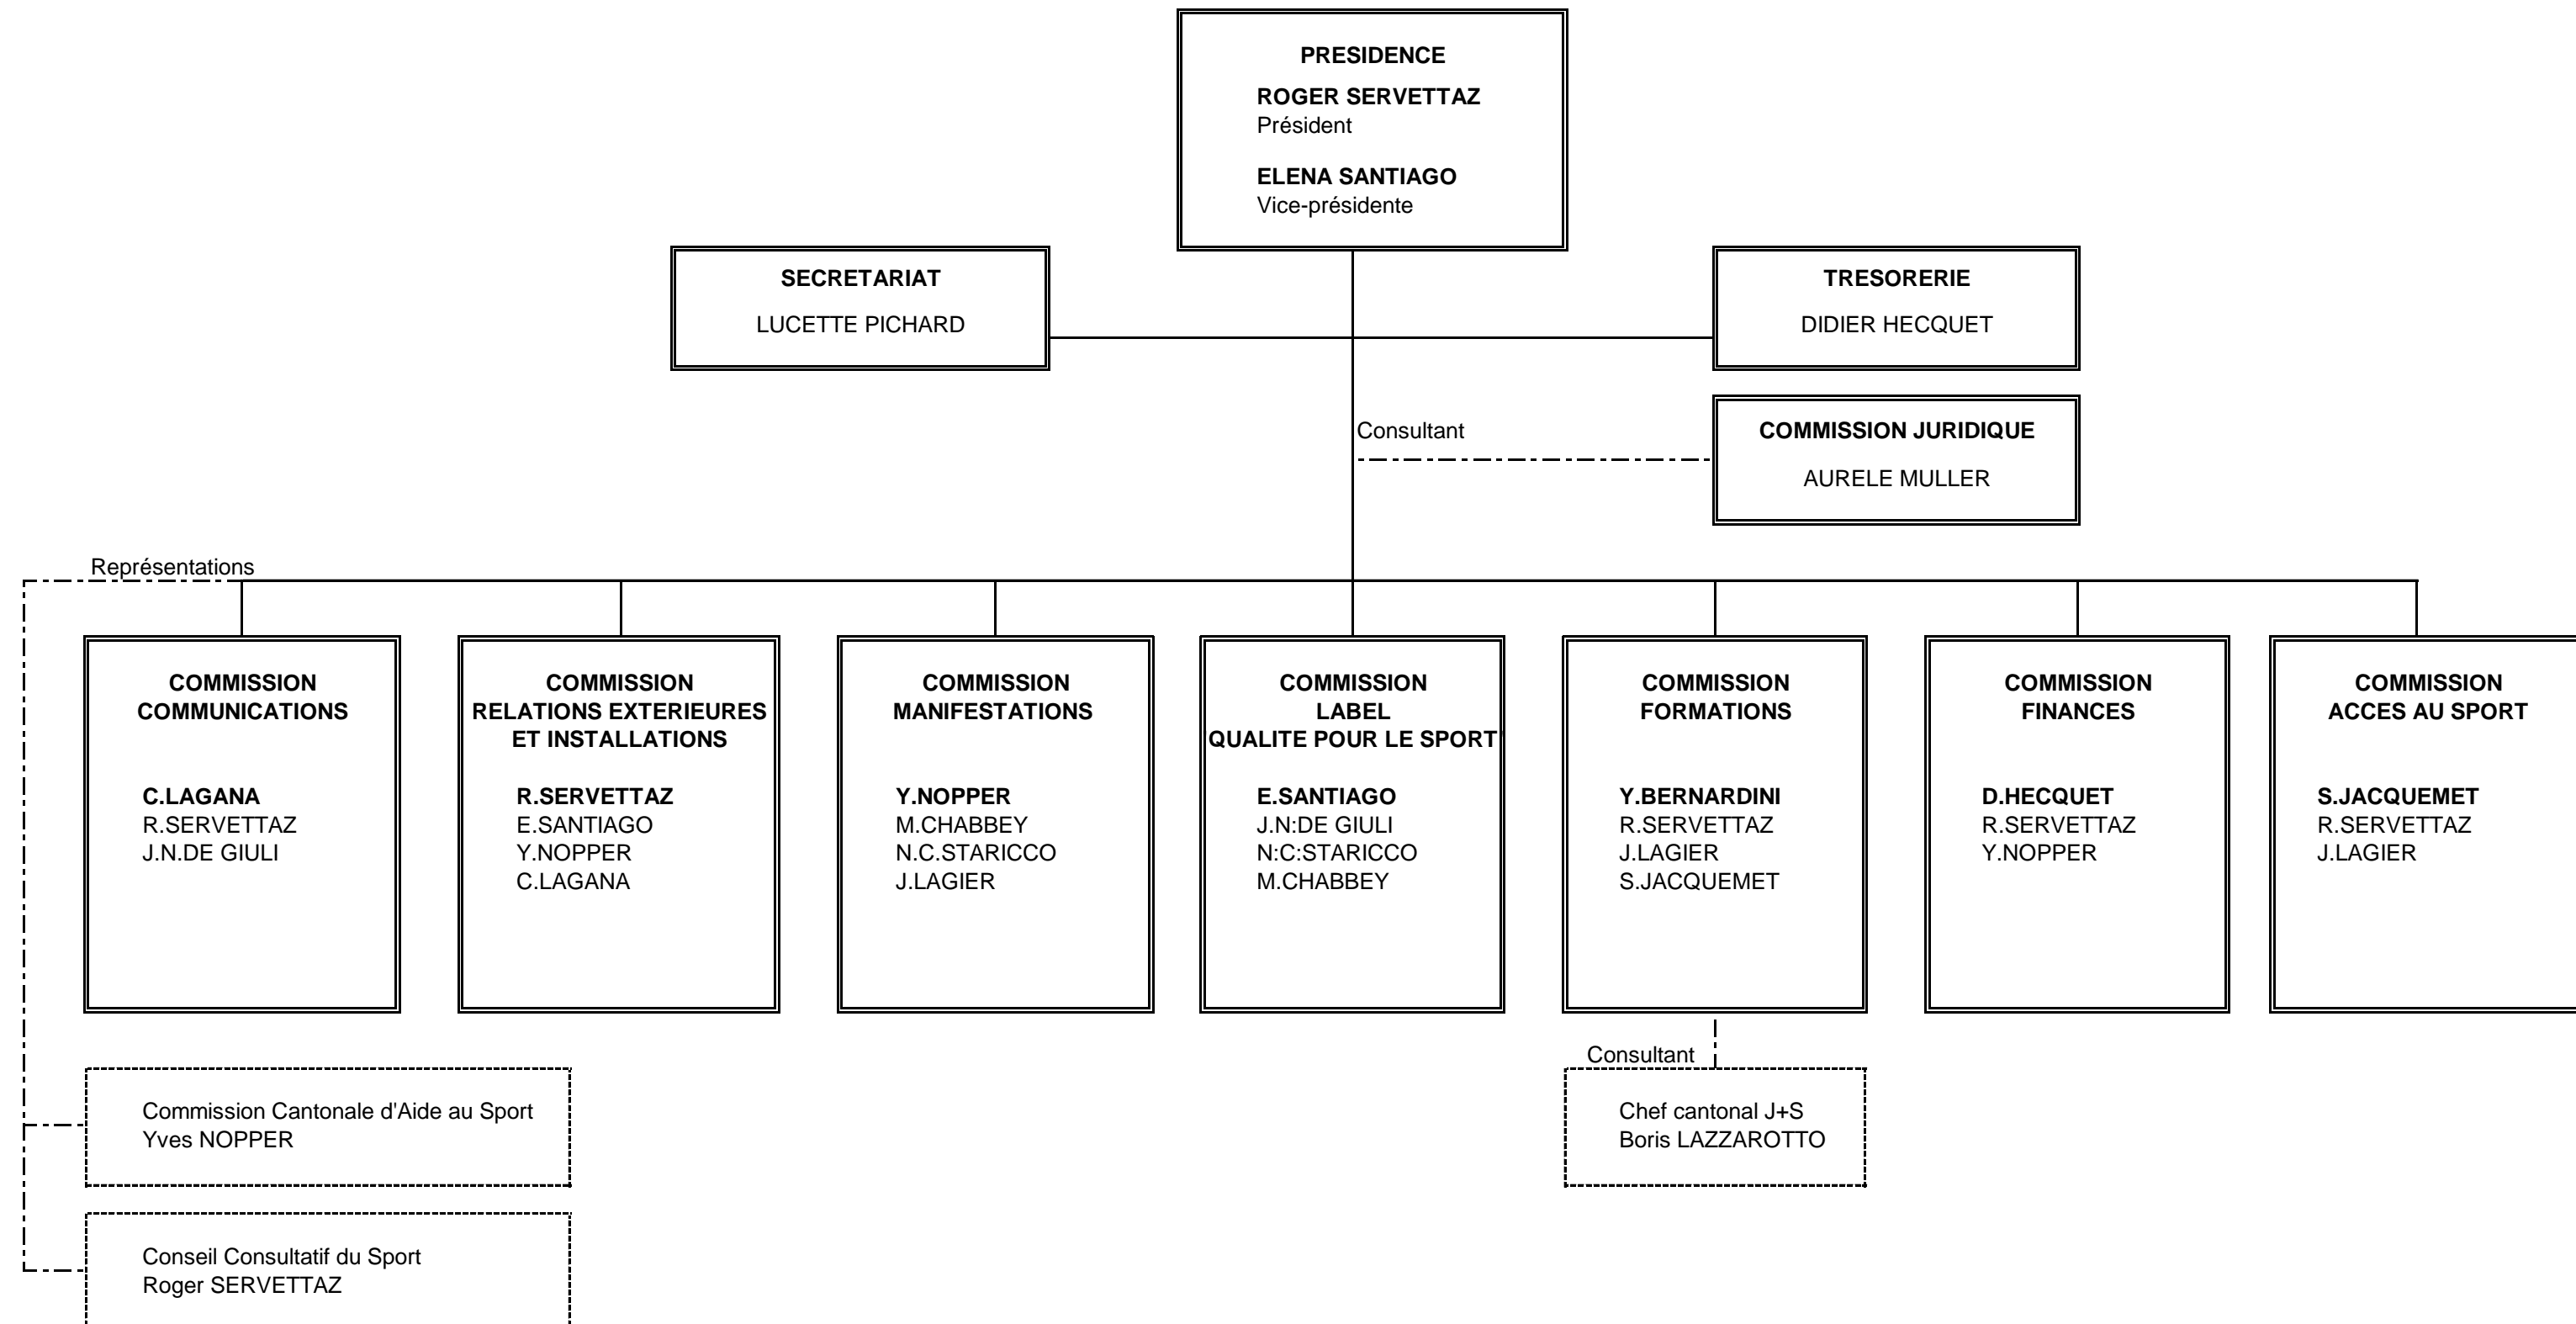 PRESIDENCE
ROGER SERVETTAZ
Président
ELENA SANTIAGO
Vice-présidente
SECRETARIAT
LUCETTE PICHARD
TRESORERIE
DIDIER HECQUET
Consultant
COMMISSION JURIDIQUE
AURELE MULLER
Représentations
COMMISSION
COMMUNICATIONS
C.LAGANA
R.SERVETTAZ
J.N.DE GIULI
COMMISSION
RELATIONS EXTERIEURES
ET INSTALLATIONS
R.SERVETTAZ
E.SANTIAGO
Y.NOPPER
C.LAGANA
COMMISSION
MANIFESTATIONS
Y.NOPPER
M.CHABBEY
N.C.STARICCO
J.LAGIER
COMMISSION
LABEL
QUALITE POUR LE SPORT"
E.SANTIAGO
J.N:DE GIULI
N:C:STARICCO
M.CHABBEY
COMMISSION
FORMATIONS
Y.BERNARDINI
R.SERVETTAZ
J.LAGIER
S.JACQUEMET
COMMISSION
FINANCES
D.HECQUET
R.SERVETTAZ
Y.NOPPER
COMMISSION
ACCES AU SPORT
S.JACQUEMET
R.SERVETTAZ
J.LAGIER
Commission Cantonale d'Aide au Sport
Yves NOPPER
Consultant
Chef cantonal J+S
Boris LAZZAROTTO
Conseil Consultatif du Sport
Roger SERVETTAZ